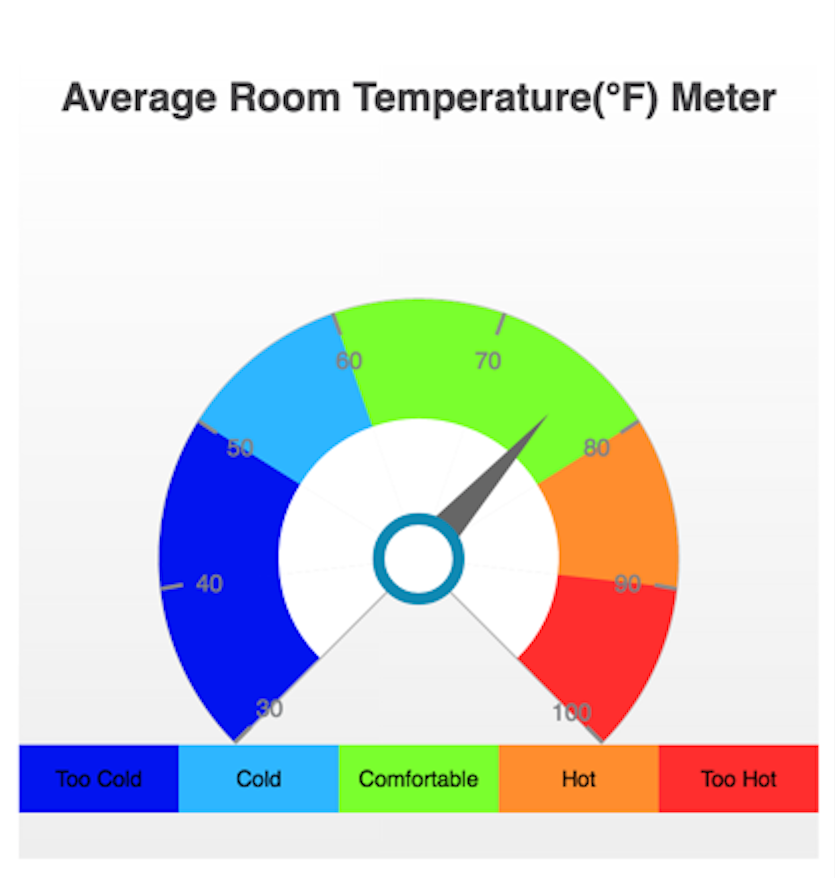 Average Room Temperature(°F) Meter
60
70
50
80
40
90
30
100
Too Cold
Cold
Comfortable
Hot
Too Hot